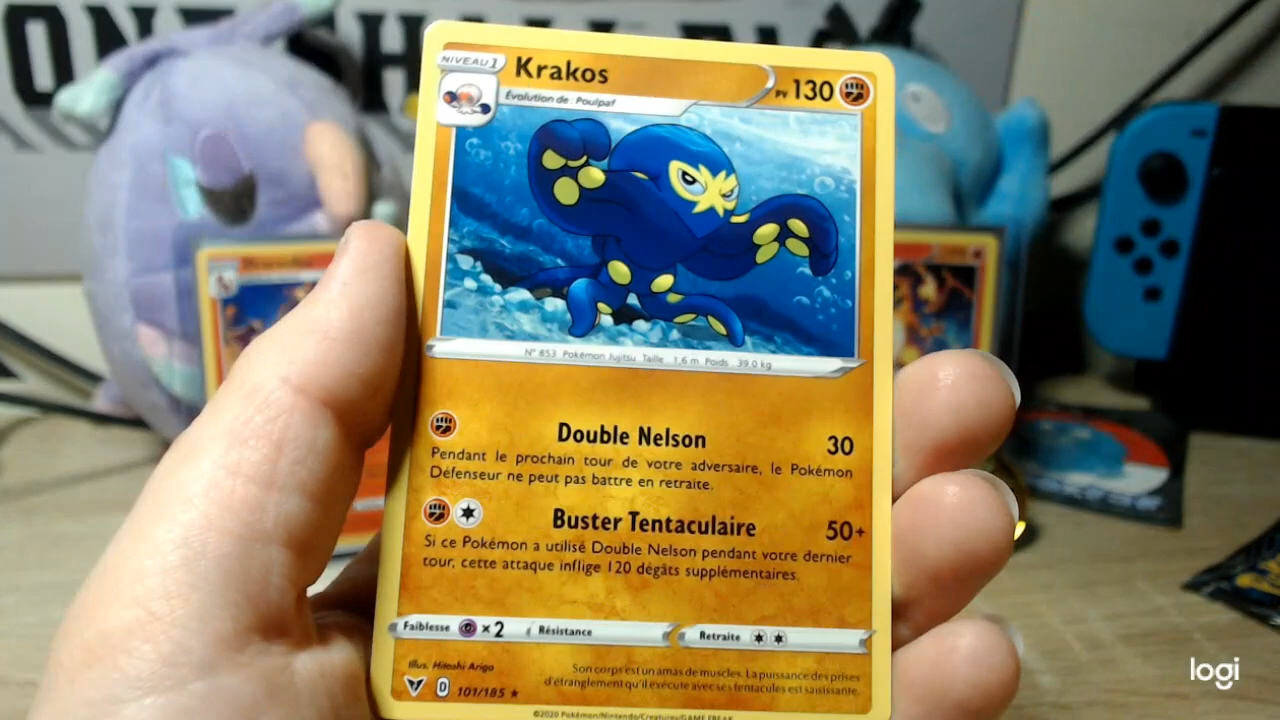 NIVEAU 1
Krakos
PV 130
Évolution de : Poulpaf
N° 853 Pokémon Jujitsu Taille 1,6 m Poids 39.0 kg
Double Nelson 30
Pendant le prochain tour de votre adversaire, le Pokémon
Défenseur ne peut pas battre en retraite.
Buster Tentaculaire 50+
Si ce Pokémon a utilisé Double Nelson pendant votre dernier
tour, cette attaque inflige 120 dégâts supplémentaires.
Faiblesse ×2 Résistance Retraite
Illus. Hitoshi Ariga
Son corps est un amas de muscles. La puissance des prises
d'étranglement qu'il exécute avec ses tentacules est saisissante.
D 101/185 ★
©2020 Pokémon/Nintendo/Creatures/GAME FREAK
logi